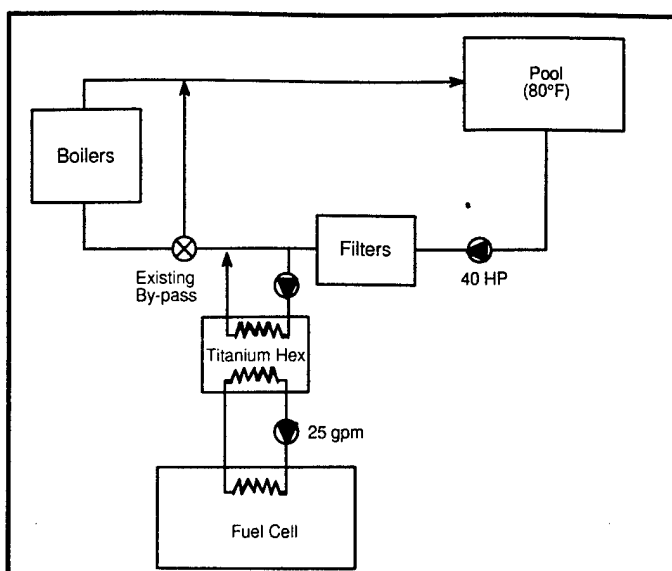 Pool
(80°F)
Boilers
Existing
By-pass
Filters
40 HP
Titanium Hex
25 gpm
Fuel Cell